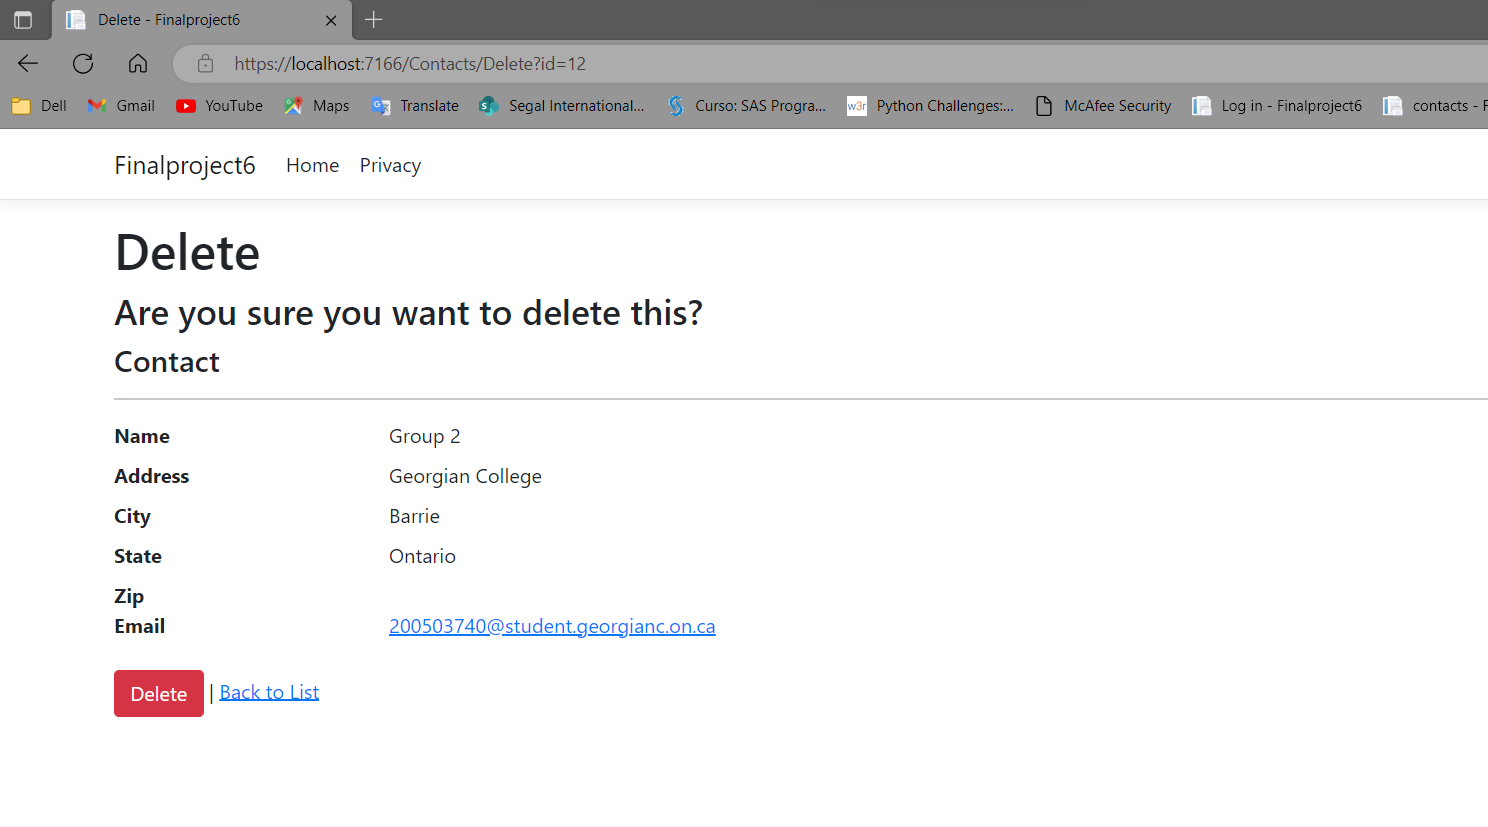 Delete - Finalproject6
https://localhost:7166/Contacts/Delete?id=12
Dell Gmail YouTube Maps Translate Segal International... Curso: SAS Progra... w3r Python Challenges:... McAfee Security Log in - Finalproject6 contacts - F
Finalproject6 Home Privacy
Delete
Are you sure you want to delete this?
Contact
Name Group 2
Address Georgian College
City Barrie
State Ontario
Zip
Email 200503740@student.georgianc.on.ca
Delete | Back to List